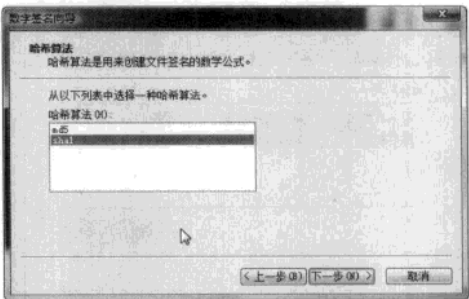 数字签名向导
哈希算法
哈希算法是用来创建文件签名的数学公式。
从以下列表中选择一种哈希算法。
哈希算法(H):
md5
sha1
<上一步(B) 下一步(N)> 取消